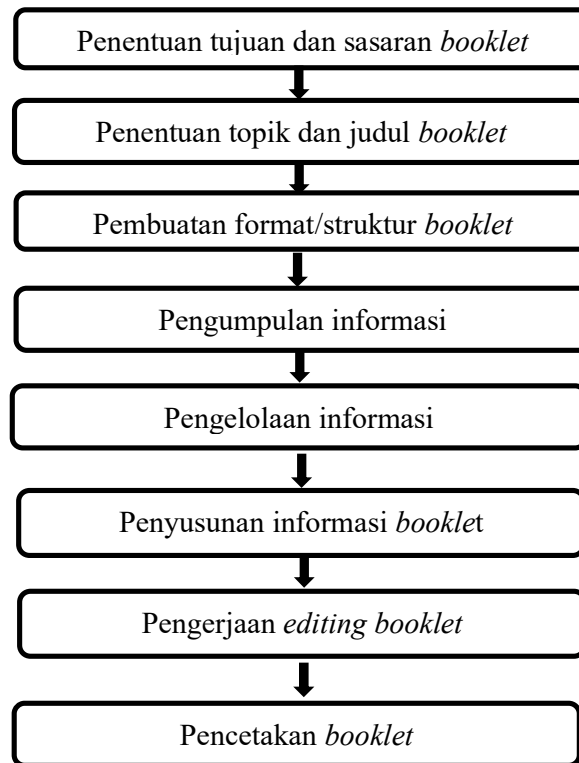 Penentuan tujuan dan sasaran booklet
Penentuan topik dan judul booklet
Pembuatan format/struktur booklet
Pengumpulan informasi
Pengelolaan informasi
Penyusunan informasi booklet
Pengerjaan editing booklet
Pencetakan booklet